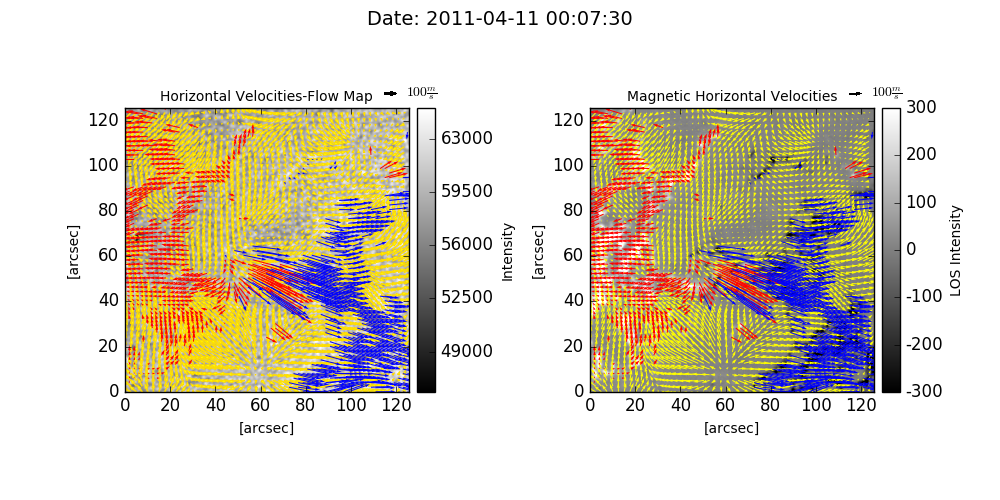 Date: 2011-04-11 00:07:30
Horizontal Velocities-Flow Map
100 m/s
Magnetic Horizontal Velocities
100 m/s
120
100
80
60
40
20
0
[arcsec]
0 20 40 60 80 100 120
[arcsec]
63000
59500
56000
52500
49000
Intensity
120
100
80
60
40
20
0
[arcsec]
0 20 40 60 80 100 120
[arcsec]
300
200
100
0
-100
-200
-300
LOS Intensity